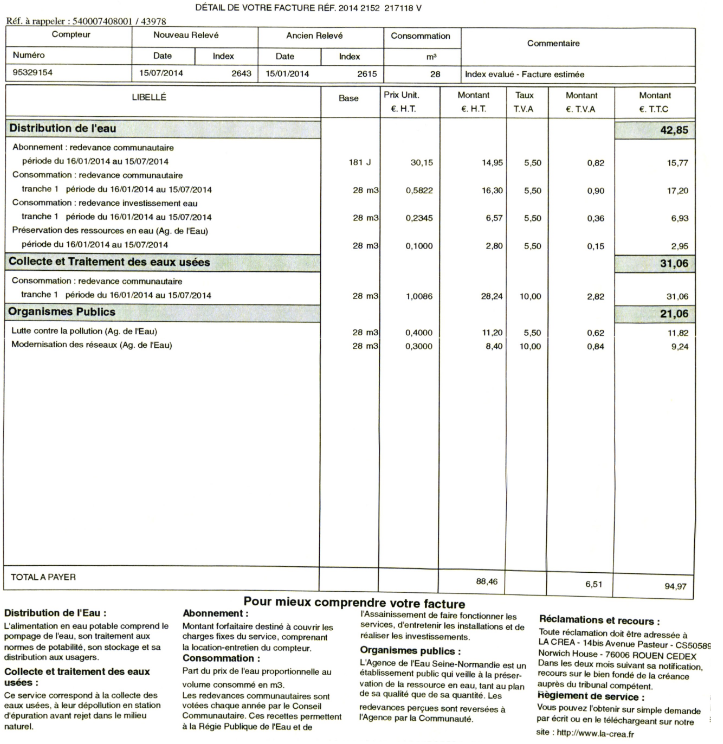 DÉTAIL DE VOTRE FACTURE RÉF. 2014 2152 217118 V
Réf. à rappeler : 540007408001 / 43978
Compteur Nouveau Relevé Ancien Relevé Consommation Commentaire
Numéro Date Index Date Index m³
95329154 15/07/2014 2643 15/01/2014 2615 28 Index evalué - Facture estimée
LIBELLÉ Base Prix Unit. €. H.T. Montant €. H.T. Taux T.V.A Montant €. T.V.A Montant €. T.T.C
Distribution de l'eau 42,85
Abonnement : redevance communautaire
période du 16/01/2014 au 15/07/2014 181 J 30,15 14,95 5,50 0,82 15,77
Consommation : redevance communautaire
tranche 1 période du 16/01/2014 au 15/07/2014 28 m3 0,5822 16,30 5,50 0,90 17,20
Consommation : redevance investissement eau
tranche 1 période du 16/01/2014 au 15/07/2014 28 m3 0,2345 6,57 5,50 0,36 6,93
Préservation des ressources en eau (Ag. de l'Eau)
période du 16/01/2014 au 15/07/2014 28 m3 0,1000 2,80 5,50 0,15 2,95
Collecte et Traitement des eaux usées 31,06
Consommation : redevance communautaire
tranche 1 période du 16/01/2014 au 15/07/2014 28 m3 1,0086 28,24 10,00 2,82 31,06
Organismes Publics 21,06
Lutte contre la pollution (Ag. de l'Eau) 28 m3 0,4000 11,20 5,50 0,62 11,82
Modernisation des réseaux (Ag. de l'Eau) 28 m3 0,3000 8,40 10,00 0,84 9,24
TOTAL A PAYER 88,46 6,51 94,97
Pour mieux comprendre votre facture
Distribution de l'Eau :
L'alimentation en eau potable comprend le
pompage de l'eau, son traitement aux
normes de potabilité, son stockage et sa
distribution aux usagers.
Collecte et traitement des eaux
usées :
Ce service correspond à la collecte des
eaux usées, à leur dépollution en station
d'épuration avant rejet dans le milieu
naturel.
Abonnement :
Montant forfaitaire destiné à couvrir les
charges fixes du service, comprenant
la location-entretien du compteur.
Consommation :
Part du prix de l'eau proportionnelle au
volume consommé en m3.
Les redevances communautaires sont
votées chaque année par le Conseil
Communautaire. Ces recettes permettent
à la Régie Publique de l'Eau et de
l'Assainissement de faire fonctionner les
services, d'entretenir les installations et de
réaliser les investissements.
Organismes publics :
L'Agence de l'Eau Seine-Normandie est un
établissement public qui veille à la préser-
vation de la ressource en eau, tant au plan
de sa qualité que de sa quantité. Les
redevances perçues sont reversées à
l'Agence par la Communauté.
Réclamations et recours :
Toute réclamation doit être adressée à
LA CREA - 14bis Avenue Pasteur - CS50589
Norwich House - 76006 ROUEN CEDEX
Dans les deux mois suivant sa notification,
recours sur le bien fondé de la créance
auprès du tribunal compétent.
Règlement de service :
Vous pouvez l'obtenir sur simple demande
par écrit ou en le téléchargeant sur notre
site : http://www.la-crea.fr